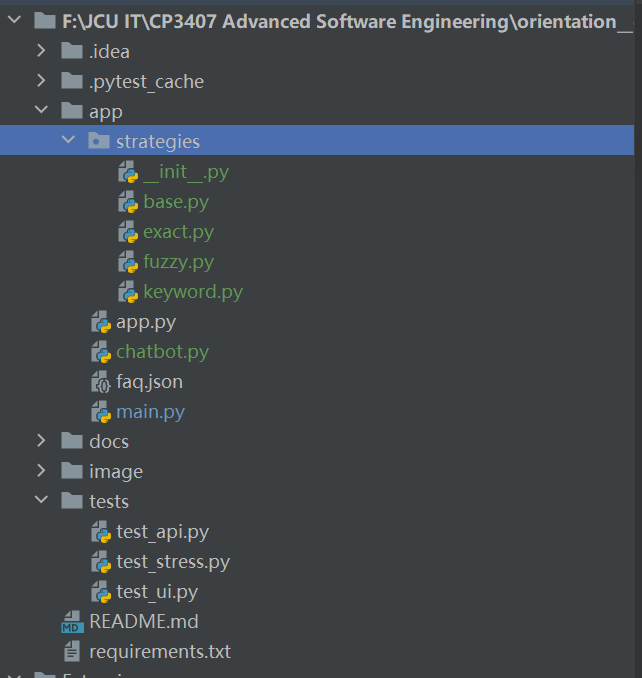 F:\JCU IT\CP3407 Advanced Software Engineering\orientation__
.idea
.pytest_cache
app
strategies
__init__.py
base.py
exact.py
fuzzy.py
keyword.py
app.py
chatbot.py
faq.json
main.py
docs
image
tests
test_api.py
test_stress.py
test_ui.py
MD README.md
requirements.txt